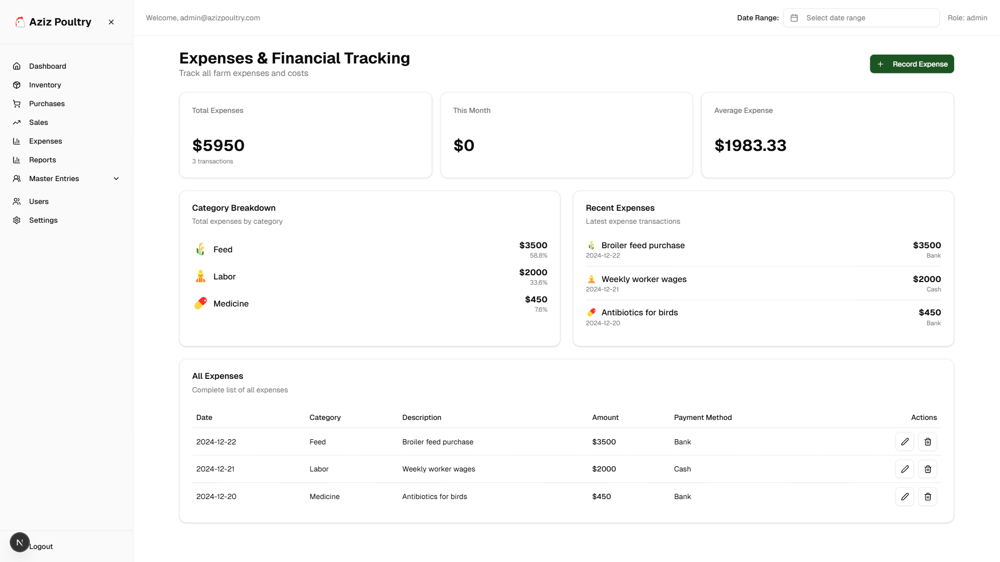 Aziz Poultry
Dashboard
Inventory
Purchases
Sales
Expenses
Reports
Master Entries
Users
Settings
N
Logout
Welcome, admin@azizpoultry.com
Date Range:
Select date range
Role: admin
Expenses & Financial Tracking
Track all farm expenses and costs
Record Expense
Total Expenses
$5950
3 transactions
This Month
$0
Average Expense
$1983.33
Category Breakdown
Total expenses by category
Feed $3500
58.8%
Labor $2000
33.6%
Medicine $450
7.6%
Recent Expenses
Latest expense transactions
Broiler feed purchase $3500
2024-12-22 Bank
Weekly worker wages $2000
2024-12-21 Cash
Antibiotics for birds $450
2024-12-20 Bank
All Expenses
Complete list of all expenses
Date Category Description Amount Payment Method Actions
2024-12-22 Feed Broiler feed purchase $3500 Bank
2024-12-21 Labor Weekly worker wages $2000 Cash
2024-12-20 Medicine Antibiotics for birds $450 Bank